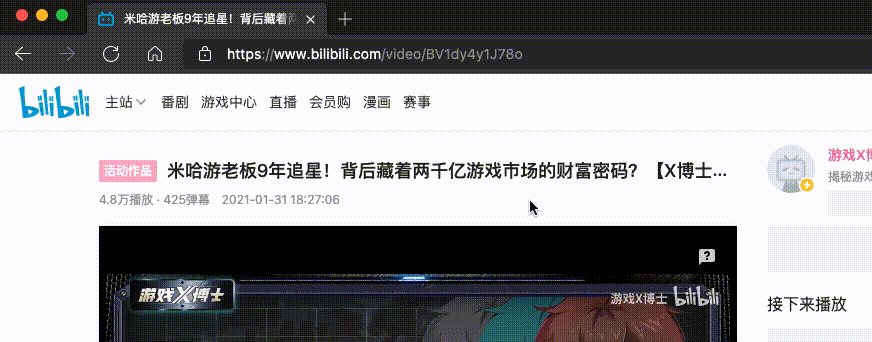 米哈游老板9年追星！背后藏着
https://www.bilibili.com/video/BV1dy4y1J78o
bilibili 主站 番剧 游戏中心 直播 会员购 漫画 赛事
活动作品 米哈游老板9年追星！背后藏着两千亿游戏市场的财富密码？【X博士...
4.8万播放 · 425弹幕 2021-01-31 18:27:06
游戏X
揭秘游戏
?
游戏X博士
游戏X博士 bilibili
接下来播放